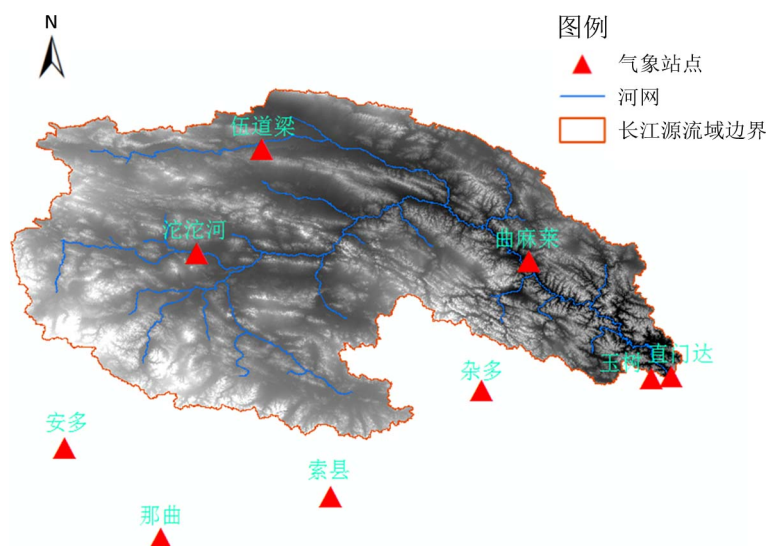 N
图例
气象站点
河网
长江源流域边界
伍道梁
沱沱河
曲麻莱
玉树
直门达
杂多
安多
索县
那曲